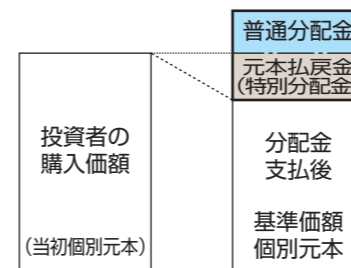 普通分配金
元本払戻金
(特別分配金
投資者の
購入価額
(当初個別元本)
分配金
支払後
基準価額
個別元本